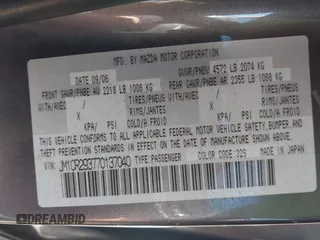 MFD. BY MAZDA MOTOR CORPORATION
DATE 09/06 GVWR/PNBV 4572 LB 2074 KG
FRONT GAWR/PNBE AV 2218 LB 1006 KG REAR GAWR/PNBE AR 2355 LB 1068 KG
WITH/AVEC / TIRES/PNEUS WITH/AVEC / TIRES/PNEUS
X RIMS/JANTES X RIMS/JANTES
KPA/ PSI COLD/A FROID KPA/ PSI COLD/A FROID
THIS VEHICLE CONFORMS TO ALL APPLICABLE FEDERAL MOTOR VEHICLE SAFETY, BUMPER, AND
THEFT PREVENTION STANDARDS IN EFFECT ON THE DATE OF MANUFACTURE SHOWN ABOVE.
VIN: JM1CR293770137040 TYPE PASSENGER COLOR CODE 32S MADE IN JAPAN
DREAMBID